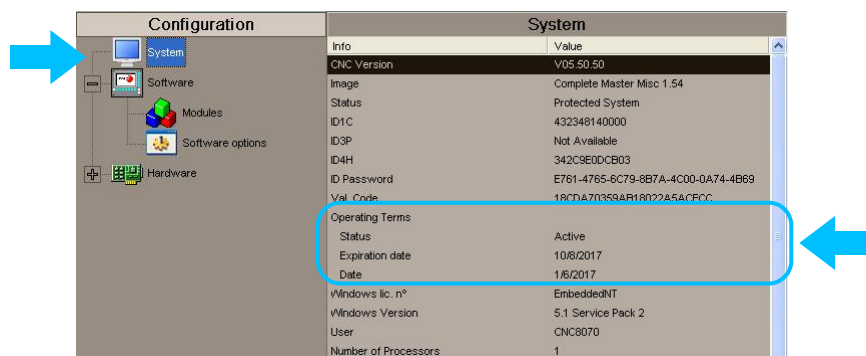 Configuration
System
Software
Modules
Software options
Hardware
System
Info Value
CNC Version V05.50.50
Image Complete Master Misc 1.54
Status Protected System
ID1C 432348140000
ID3P Not Available
ID4H 342C9E0DCB03
ID Password E761-4765-6C79-8B7A-4C00-0A74-4B69
Val. Code 18CDA70359AB18022A5ACECC
Operating Terms
Status Active
Expiration date 10/8/2017
Date 1/6/2017
Windows lic. nº EmbeddedNT
Windows Version 5.1 Service Pack 2
User CNC8070
Number of Processors 1